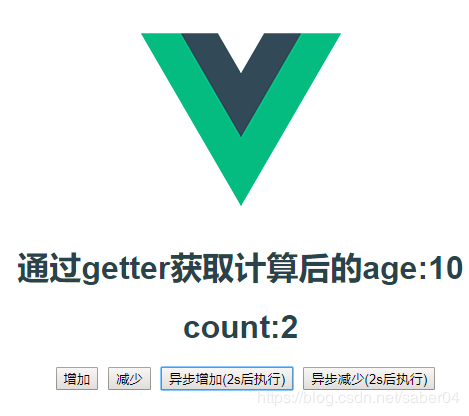 通过getter获取计算后的age:10
count:2
增加 减少 异步增加(2s后执行) 异步减少(2s后执行)
https://blog.csdn.net/saber04